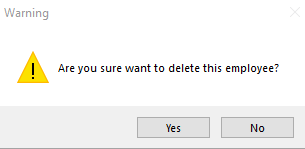 Warning
Are you sure want to delete this employee?
Yes
No